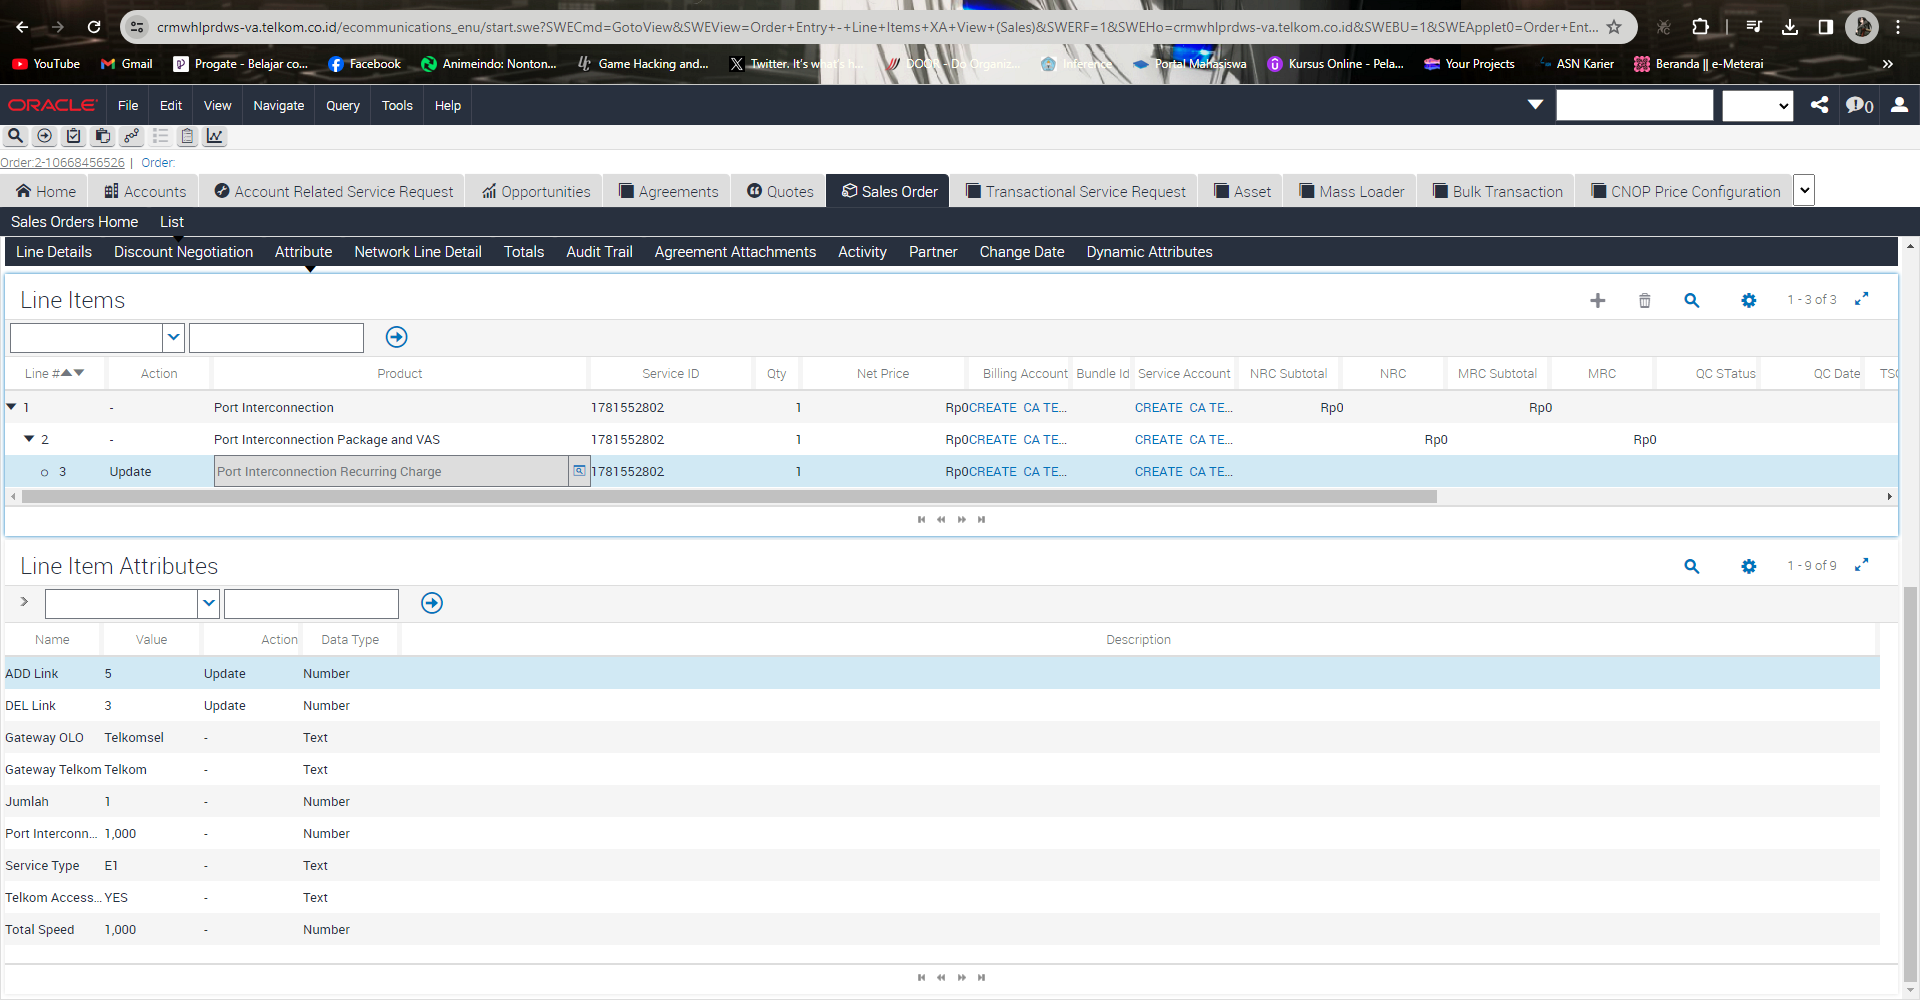 crmwhlprdws-va.telkom.co.id/ecommunications_enu/start.swe?SWECmd=GotoView&SWEView=Order+Entry+-+Line+Items+XA+View+(Sales)&SWERF=1&SWEHo=crmwhlprdws-va.telkom.co.id&SWEBU=1&SWEApplet0=Order+Ent...
YouTube Gmail Progate - Belajar co... Facebook Animeindo: Nonton... Game Hacking and... Twitter. It's what's h... DOOR - Do Organiz... Inference Portal Mahasiswa Kursus Online - Pela... Your Projects ASN Karier Beranda || e-Meterai »
ORACLE File Edit View Navigate Query Tools Help 0
Order:2-10668456526 | Order:
Home Accounts Account Related Service Request Opportunities Agreements Quotes Sales Order Transactional Service Request Asset Mass Loader Bulk Transaction CNOP Price Configuration
Sales Orders Home List
Line Details Discount Negotiation Attribute Network Line Detail Totals Audit Trail Agreement Attachments Activity Partner Change Date Dynamic Attributes
Line Items 1 - 3 of 3
Line # Action Product Service ID Qty Net Price Billing Account Bundle Id Service Account NRC Subtotal NRC MRC Subtotal MRC QC STatus QC Date TSC
1 - Port Interconnection 1781552802 1 Rp0 CREATE CA TE... CREATE CA TE... Rp0 Rp0
2 - Port Interconnection Package and VAS 1781552802 1 Rp0 CREATE CA TE... CREATE CA TE... Rp0 Rp0
3 Update Port Interconnection Recurring Charge 1781552802 1 Rp0 CREATE CA TE... CREATE CA TE...
Line Item Attributes 1 - 9 of 9
Name Value Action Data Type Description
ADD Link 5 Update Number
DEL Link 3 Update Number
Gateway OLO Telkomsel - Text
Gateway Telkom Telkom - Text
Jumlah 1 - Number
Port Interconn... 1,000 - Number
Service Type E1 - Text
Telkom Access... YES - Text
Total Speed 1,000 - Number